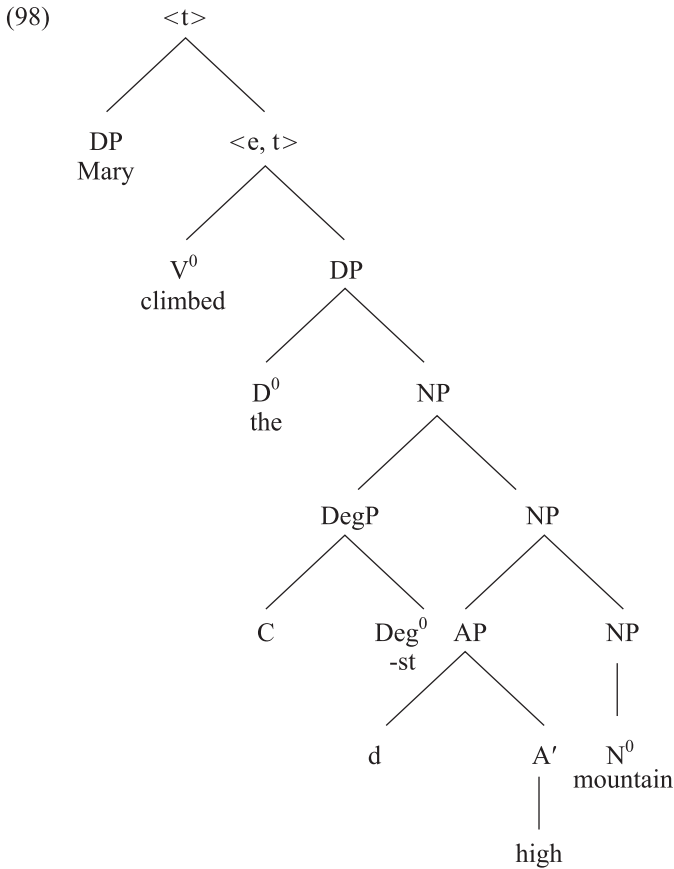 (98) <t>
DP <e, t>
Mary
V⁰ DP
climbed
D⁰ NP
the
DegP NP
C Deg⁰ AP NP
-st
d A′ N⁰
mountain
high